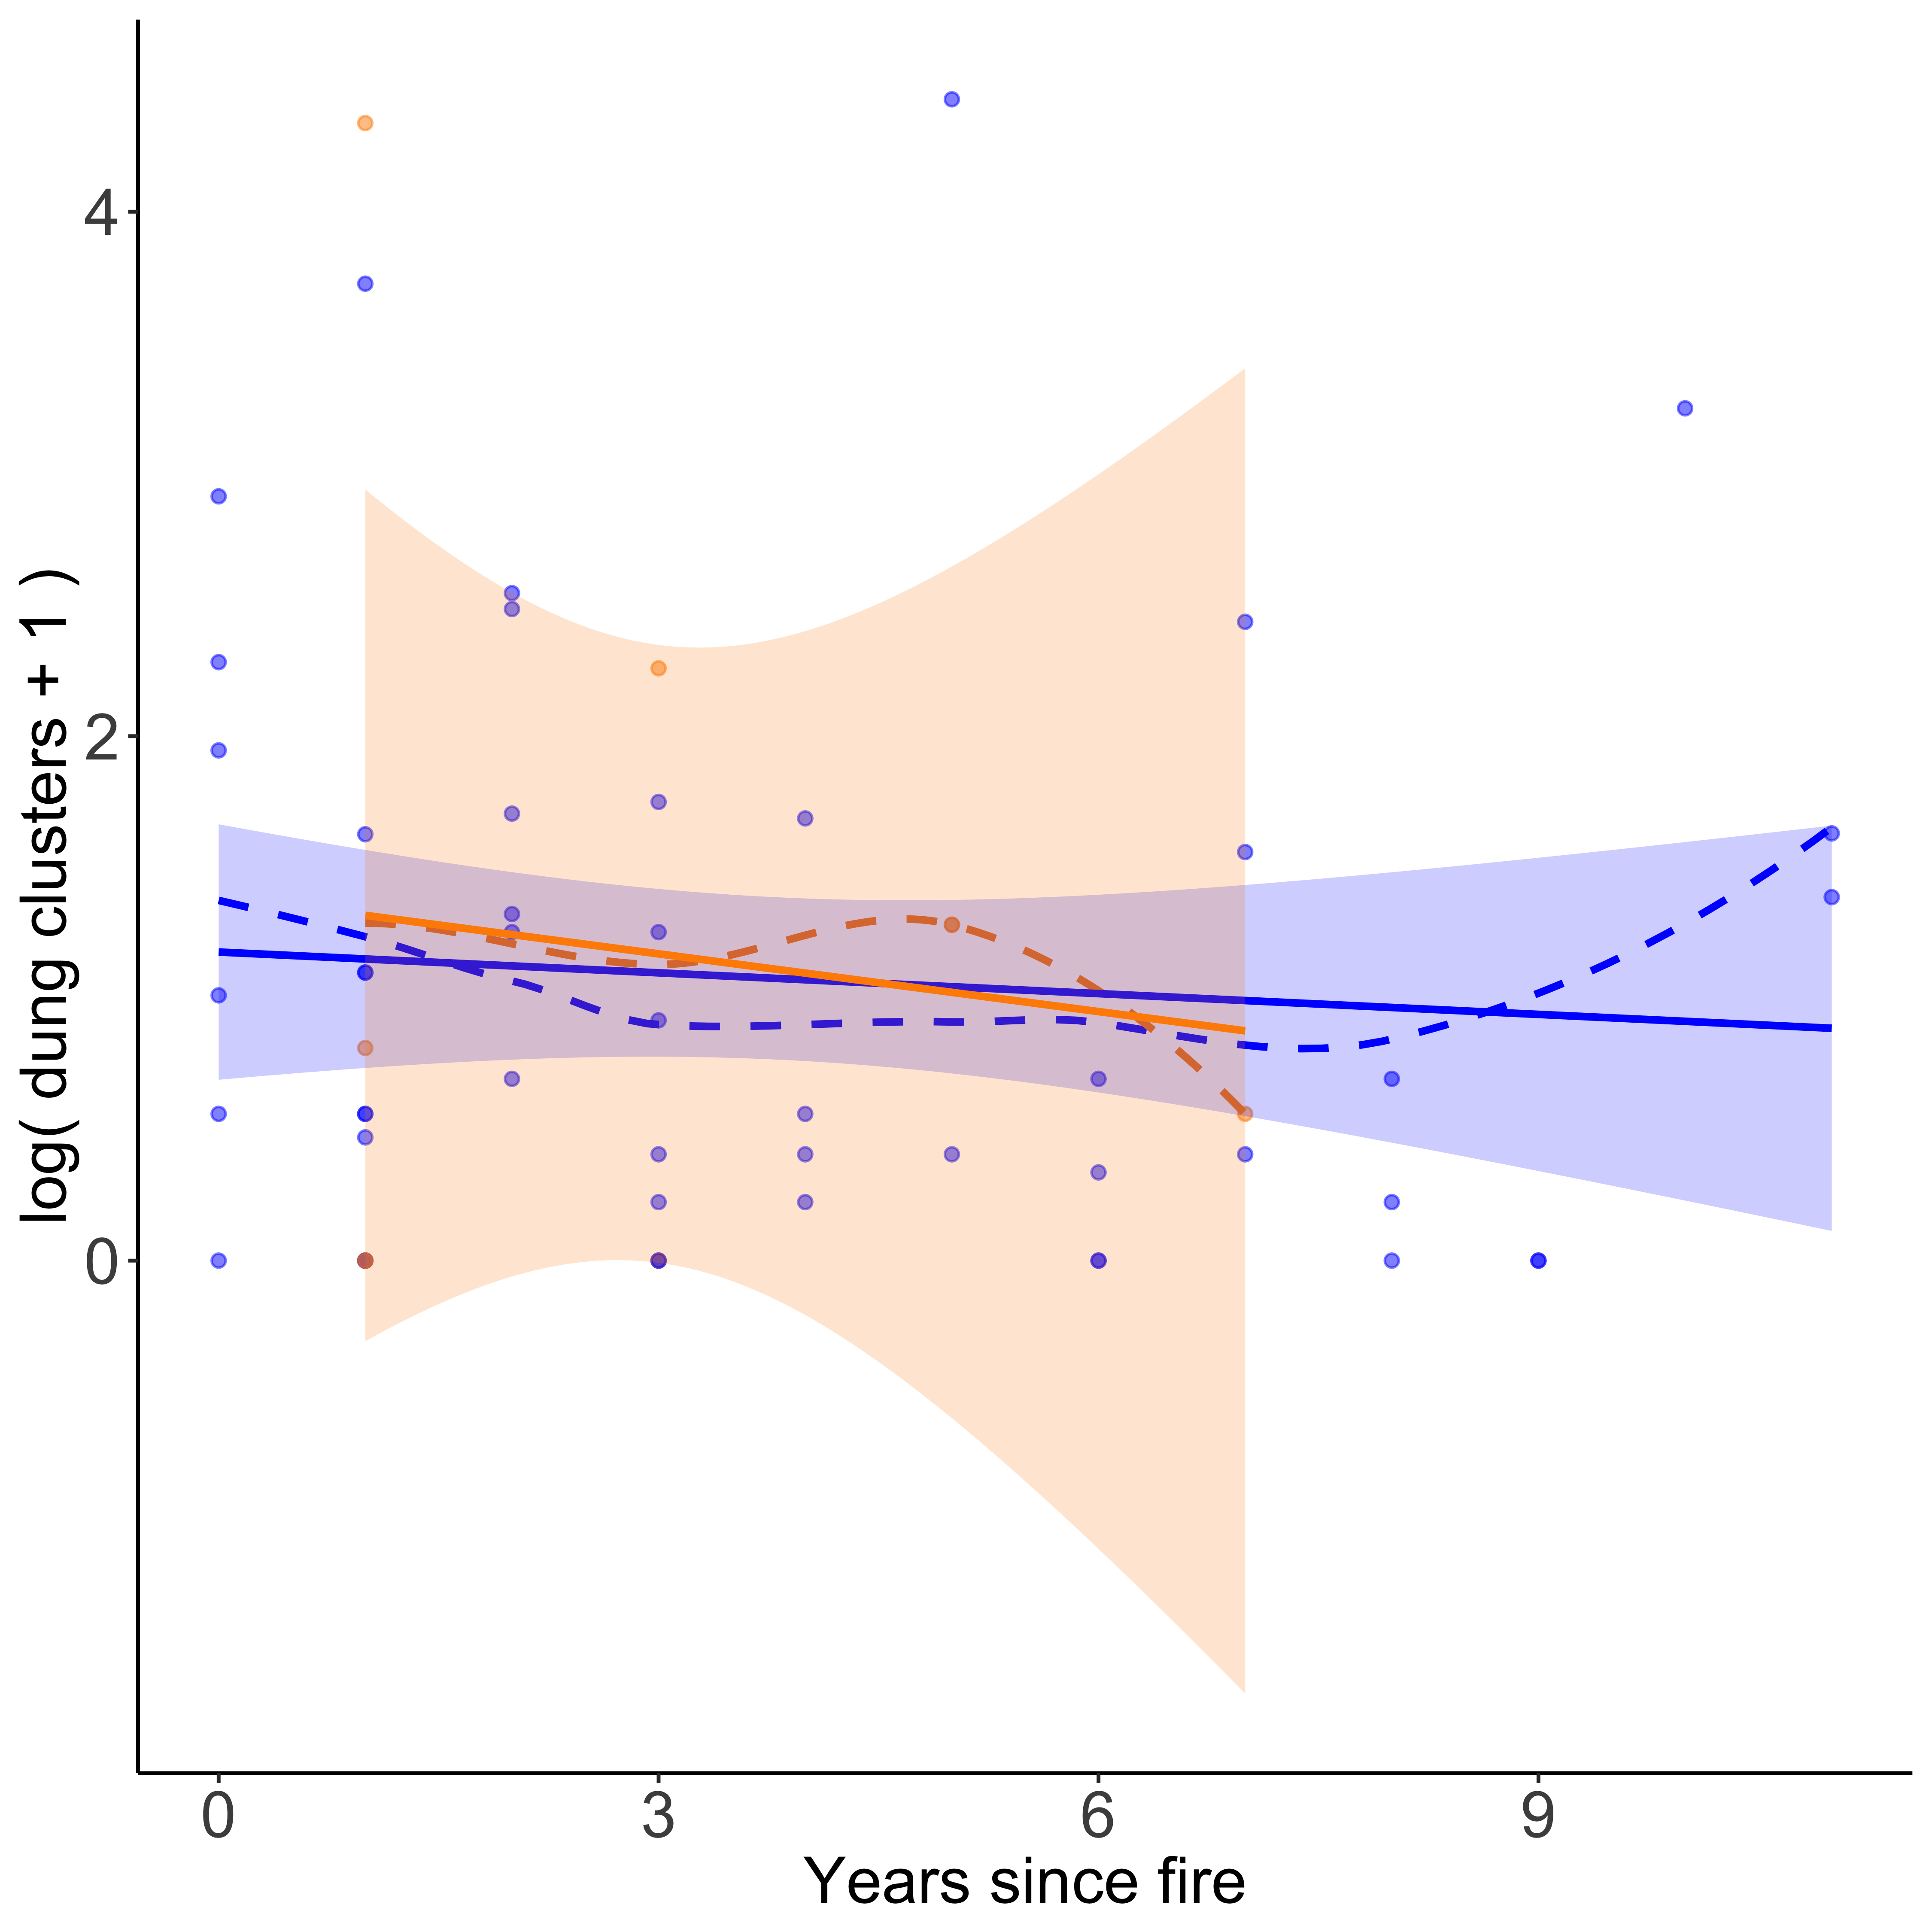 log( dung clusters + 1 )
4
2
0
0 3 6 9
Years since fire